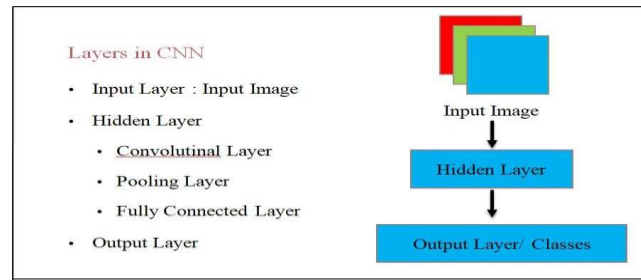 Layers in CNN
• Input Layer : Input Image
• Hidden Layer
• Convolutinal Layer
• Pooling Layer
• Fully Connected Layer
• Output Layer
Input Image
Hidden Layer
Output Layer/ Classes